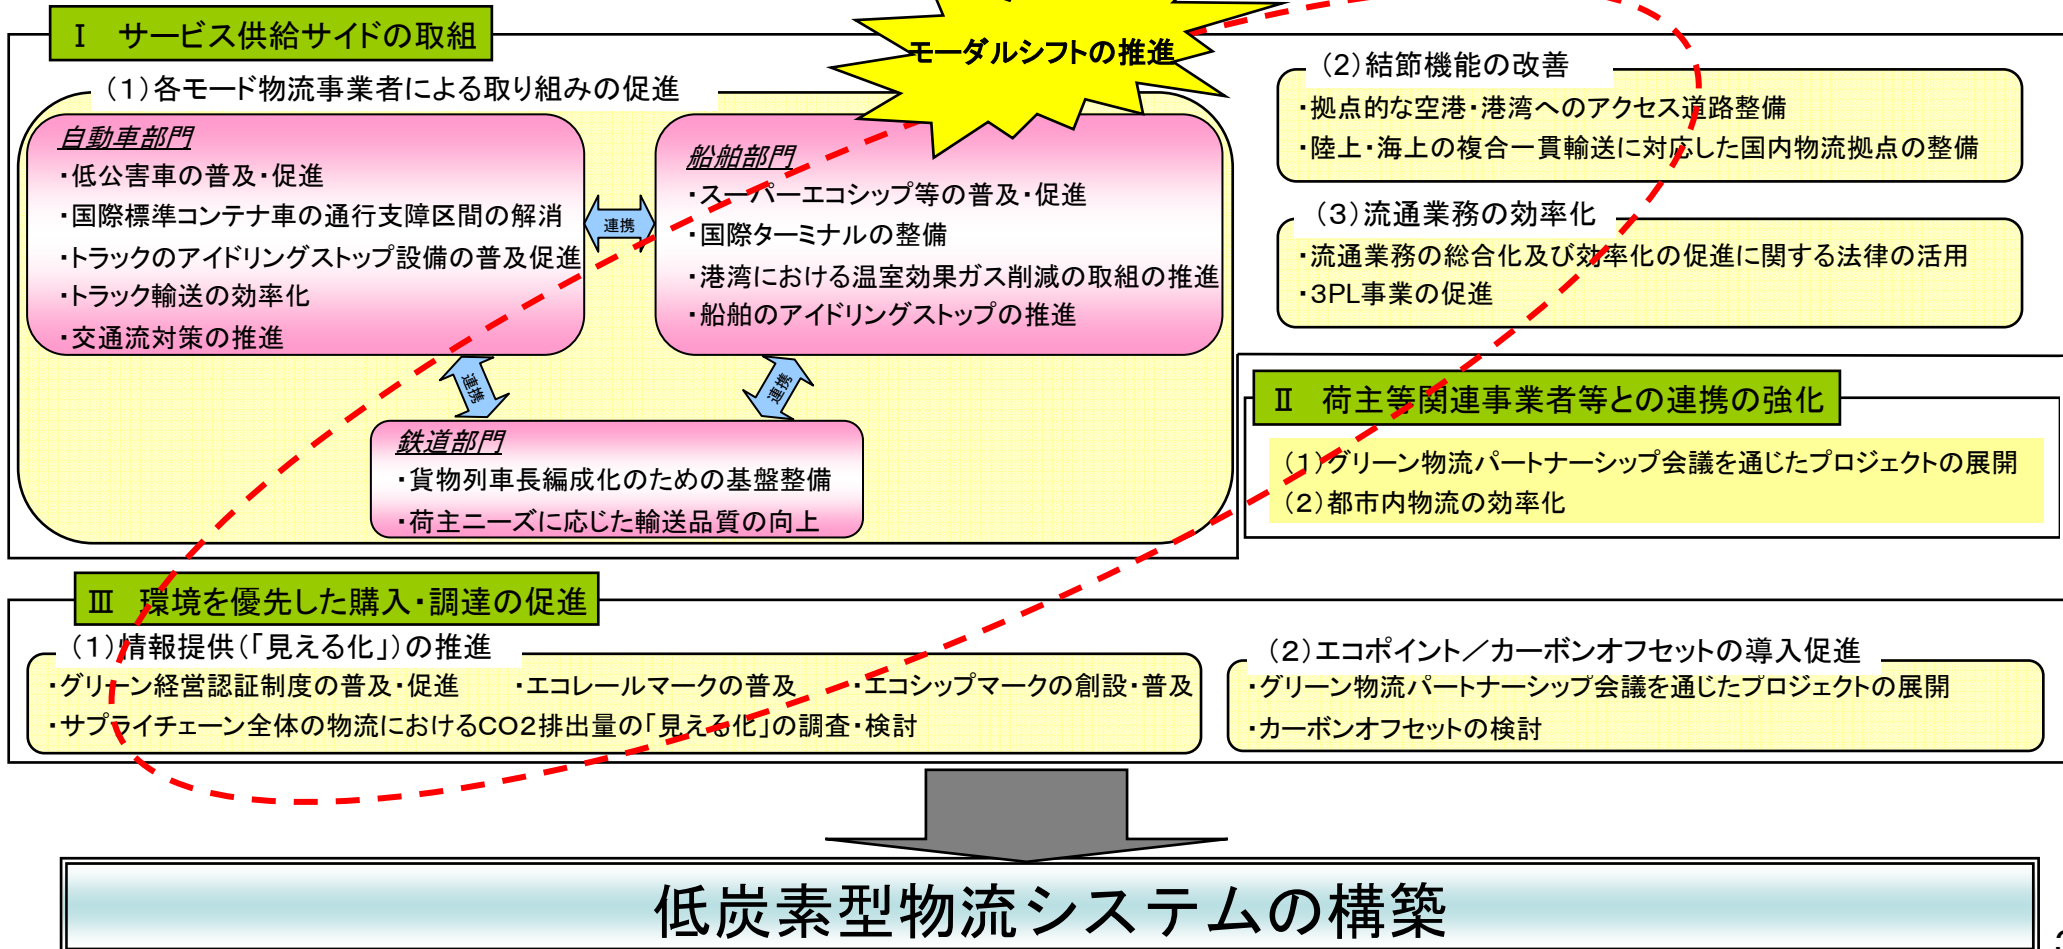 モーダルシフトの推進
Ⅰ　サービス供給サイドの取組
（１）各モード物流事業者による取り組みの促進
自動車部門
・低公害車の普及・促進
・国際標準コンテナ車の通行支障区間の解消
・トラックのアイドリングストップ設備の普及促進
・トラック輸送の効率化
・交通流対策の推進
連携
船舶部門
・スーパーエコシップ等の普及・促進
・国際ターミナルの整備
・港湾における温室効果ガス削減の取組の推進
・船舶のアイドリングストップの推進
連携
連携
鉄道部門
・貨物列車長編成化のための基盤整備
・荷主ニーズに応じた輸送品質の向上
（２）結節機能の改善
・拠点的な空港・港湾へのアクセス道路整備
・陸上・海上の複合一貫輸送に対応した国内物流拠点の整備
（３）流通業務の効率化
・流通業務の総合化及び効率化の促進に関する法律の活用
・３PL事業の促進
Ⅱ　荷主等関連事業者等との連携の強化
（１）グリーン物流パートナーシップ会議を通じたプロジェクトの展開
（２）都市内物流の効率化
Ⅲ　環境を優先した購入・調達の促進
（１）情報提供（「見える化」）の推進
・グリーン経営認証制度の普及・促進　・エコレールマークの普及　・エコシップマークの創設・普及
・サプライチェーン全体の物流におけるCO2排出量の「見える化」の調査・検討
（２）エコポイント／カーボンオフセットの導入促進
・グリーン物流パートナーシップ会議を通じたプロジェクトの展開
・カーボンオフセットの検討
低炭素型物流システムの構築